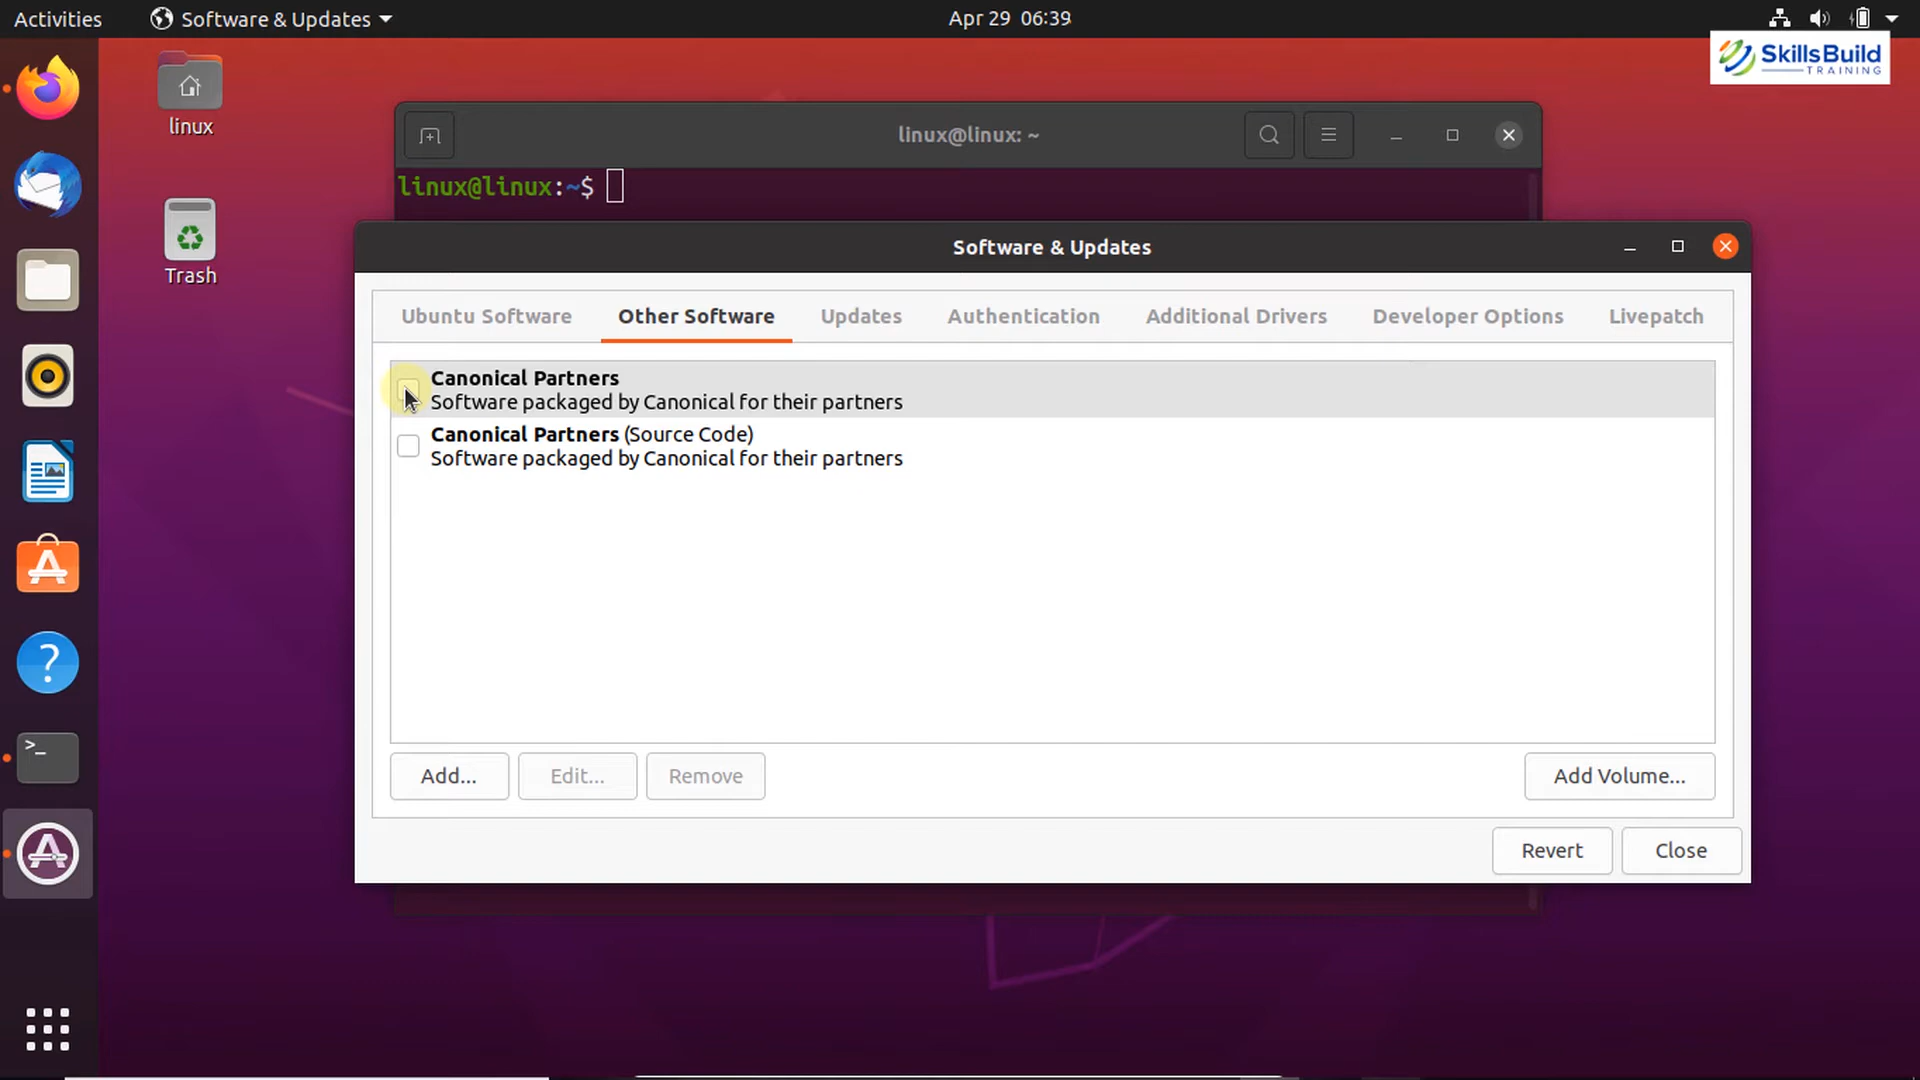 Activities
Software & Updates
Apr 29 06:39
SkillsBuild
TRAINING
linux
Trash
linux@linux: ~
linux@linux:~$
Software & Updates
Ubuntu Software
Other Software
Updates
Authentication
Additional Drivers
Developer Options
Livepatch
Canonical Partners
Software packaged by Canonical for their partners
Canonical Partners (Source Code)
Software packaged by Canonical for their partners
Add...
Edit...
Remove
Add Volume...
Revert
Close